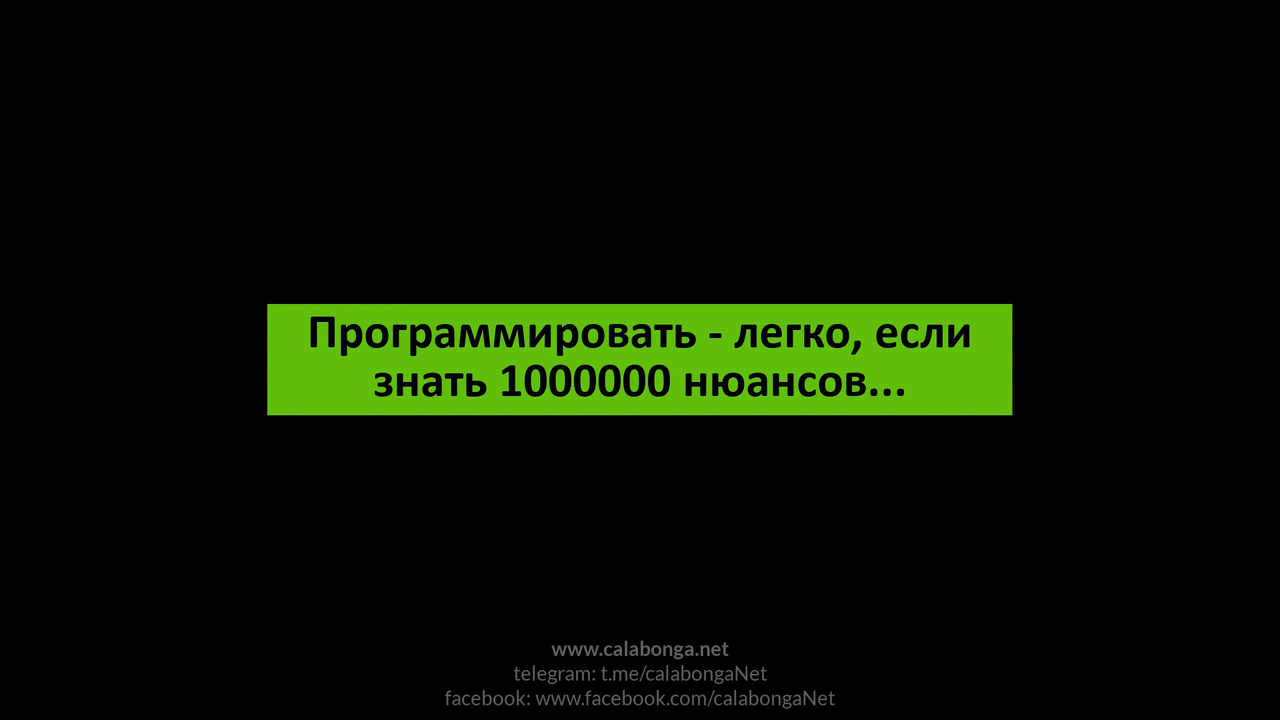 Программировать - легко, если
знать 1000000 нюансов...
www.calabonga.net
telegram: t.me/calabongaNet
facebook: www.facebook.com/calabongaNet